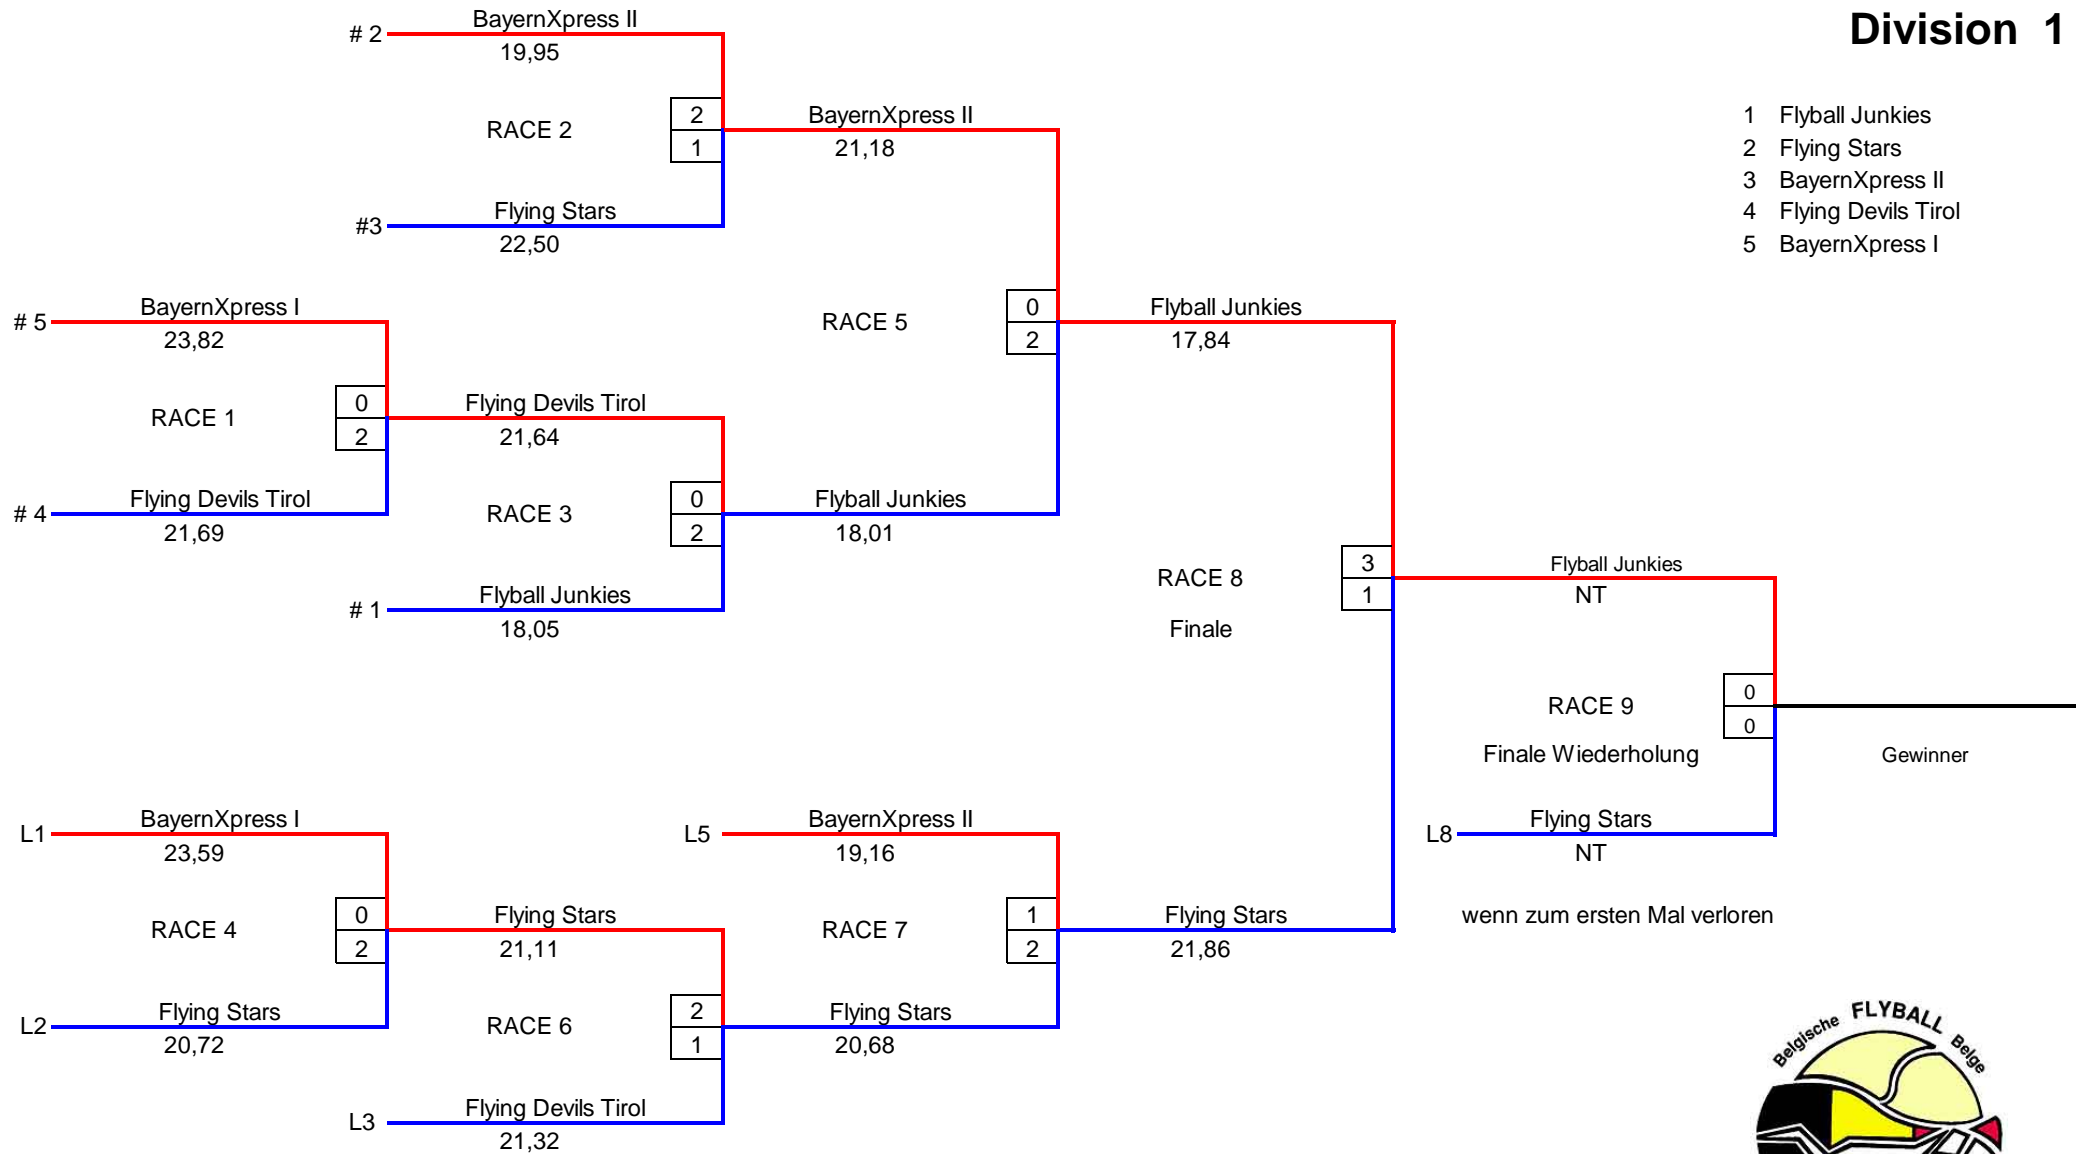 Division 1
1 Flyball Junkies
2 Flying Stars
3 BayernXpress II
4 Flying Devils Tirol
5 BayernXpress I
# 2
BayernXpress II
19,95
RACE 2
2
1
#3
Flying Stars
22,50
BayernXpress II
21,18
# 5
BayernXpress I
23,82
RACE 1
0
2
# 4
Flying Devils Tirol
21,69
Flying Devils Tirol
21,64
RACE 3
0
2
# 1
Flyball Junkies
18,05
RACE 5
0
2
Flyball Junkies
18,01
Flyball Junkies
17,84
RACE 8
Finale
3
1
Flyball Junkies
NT
RACE 9
0
0
Finale Wiederholung
Gewinner
L8
Flying Stars
NT
wenn zum ersten Mal verloren
L1
BayernXpress I
23,59
RACE 4
0
2
L2
Flying Stars
20,72
Flying Stars
21,11
RACE 6
2
1
L3
Flying Devils Tirol
21,32
L5
BayernXpress II
19,16
RACE 7
1
2
Flying Stars
20,68
Flying Stars
21,86
Belgische FLYBALL Belge